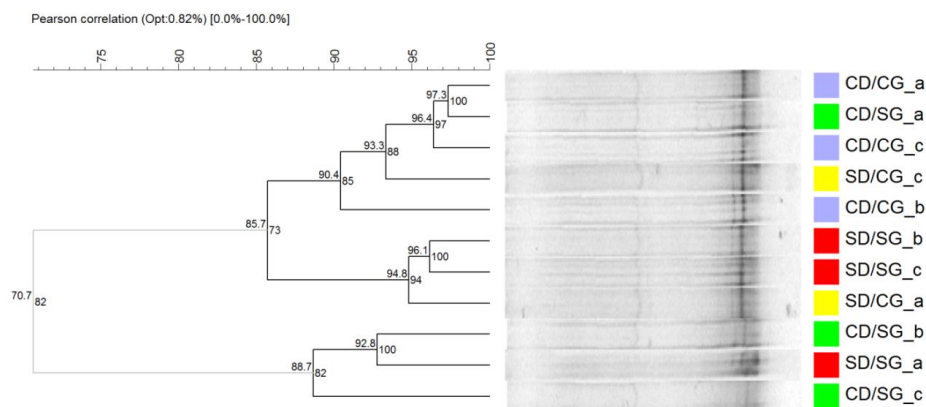 Pearson correlation (Opt:0.82%) [0.0%-100.0%]
75 80 85 90 95 100
CD/CG_a
97.3 100
CD/SG_a
96.4 97
CD/CG_c
93.3 88
SD/CG_c
90.4 85
CD/CG_b
85.7 73
SD/SG_b
96.1 100
SD/SG_c
94.8 94
SD/CG_a
70.7 82
CD/SG_b
92.8 100
SD/SG_a
88.7 82
CD/SG_c